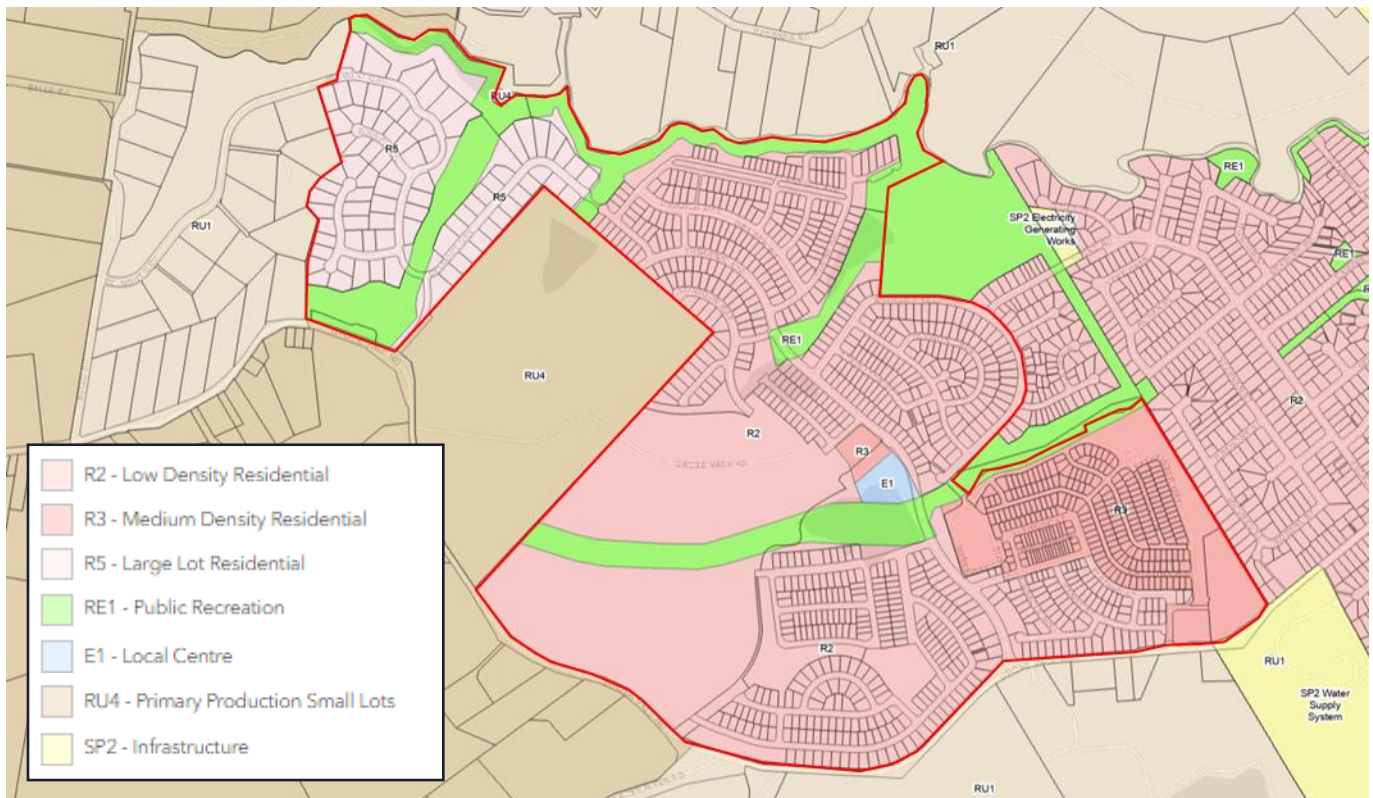 RU1
RU4
R5
R5
RE1
SP2 Electricity
Generating
Works
RE1
RU1
RE1
RU4
R2
R2
R3
E1
R3
R2
RU1
SP2 Water
Supply
System
RU1
R2 - Low Density Residential
R3 - Medium Density Residential
R5 - Large Lot Residential
RE1 - Public Recreation
E1 - Local Centre
RU4 - Primary Production Small Lots
SP2 - Infrastructure